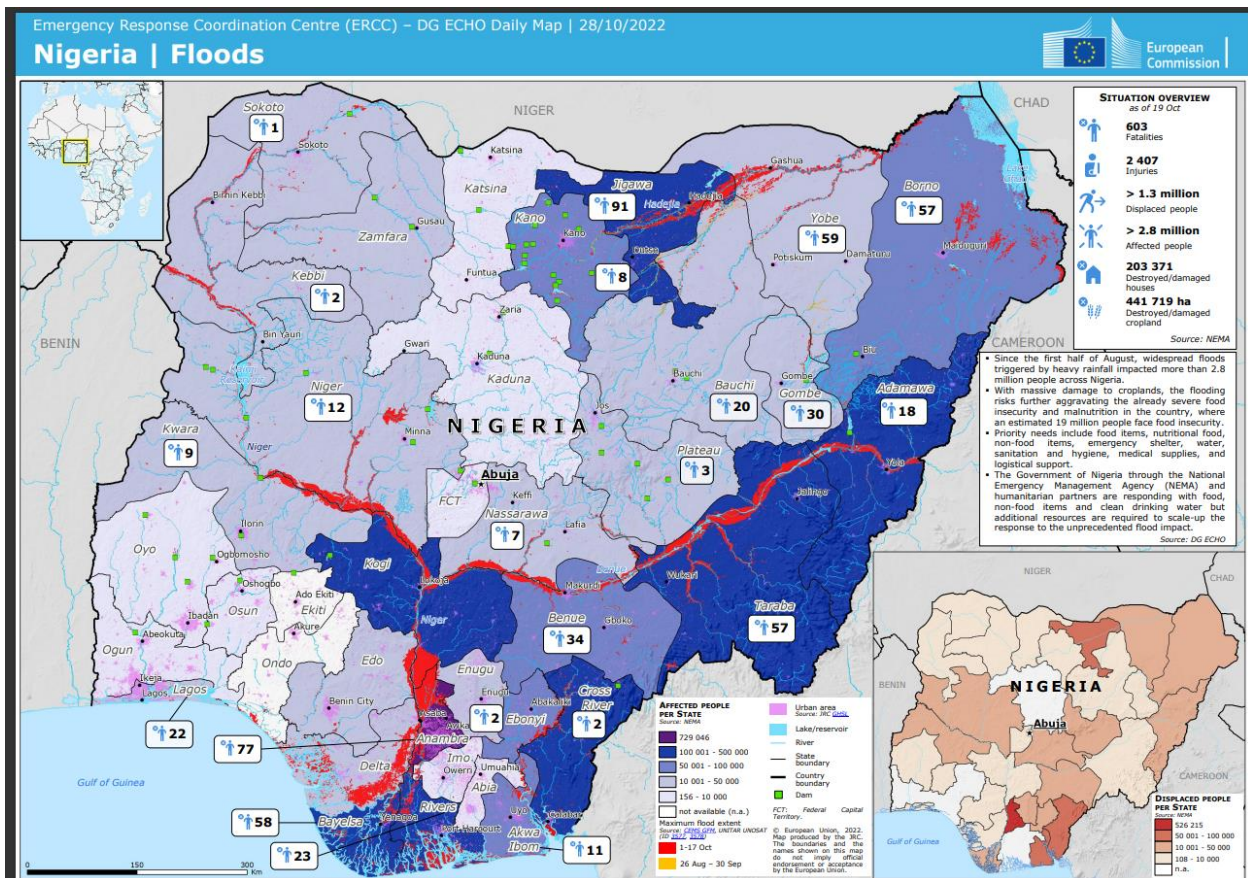 Emergency Response Coordination Centre (ERCC) – DG ECHO Daily Map | 28/10/2022
Nigeria | Floods
European
Commission
SITUATION OVERVIEW
as of 19 Oct
603
Fatalities
2 407
Injuries
> 1.3 million
Displaced people
> 2.8 million
Affected people
203 371
Destroyed/damaged
houses
441 719 ha
Destroyed/damaged
cropland
Source: NEMA
• Since the first half of August, widespread floods
triggered by heavy rainfall impacted more than 2.8
million people across Nigeria.
• With massive damage to croplands, the flooding
risks further aggravating the already severe food
insecurity and malnutrition in the country, where
an estimated 19 million people face food insecurity.
• Priority needs include food items, nutritional food,
non-food items, emergency shelter, water,
sanitation and hygiene, medical supplies, and
logistical support.
• The Government of Nigeria through the National
Emergency Management Agency (NEMA) and
humanitarian partners are responding with food,
non-food items and clean drinking water but
additional resources are required to scale-up the
response to the unprecedented flood impact.
Source: DG ECHO
NIGER
CHAD
BENIN
CAMEROON
NIGERIA
Abuja
Gulf of Guinea
Sokoto
1
Sokoto
Birnin Kebbi
Katsina
Katsina
Jigawa
91
Hadejia
Hadejia
Gashua
Borno
57
Yobe
59
Maiduguri
Gusau
Zamfara
Kano
Kano
8
Dutse
Potiskum
Damaturu
Kebbi
2
Funtua
Zaria
Bin Yauri
Gwari
Kaduna
Kaduna
Biu
Bauchi
Bauchi
20
Gombe
Gombe
30
Adamawa
18
Niger
12
Jos
Minna
Kwara
9
Niger
Plateau
3
Yola
Jalingo
FCT
Keffi
Nassarawa
7
Lafia
Ilorin
Oyo
Ogbomosho
Kogi
Lokoja
Makurdi
Benue
Wukari
Taraba
57
Oshogbo
Osun
Ado Ekiti
Ekiti
Ibadan
Akure
Abeokuta
Ogun
Ondo
Niger
Benue
34
Gboko
Edo
Enugu
Enugu
2
Ikeja
Lagos
Lagos
22
Benin City
Asaba
Awka
Anambra
77
Abakaliki
Ebonyi
Cross
River
2
Delta
Imo
Owerri
Umuahia
Abia
Rivers
23
Yenagoa
Bayelsa
58
Port-Harcourt
Uyo
Akwa
Ibom
11
Calabar
0 150 300
Km
AFFECTED PEOPLE
PER STATE
Source: NEMA
729 046
100 001 - 500 000
50 001 - 100 000
10 001 - 50 000
156 - 10 000
not available (n.a.)
Maximum flood extent
Source: CEMS GFM, UNITAR UNOSAT
(ID 3577, 3578)
1-17 Oct
26 Aug – 30 Sep
Urban area
Source: JRC GHSL
Lake/reservoir
River
State
boundary
Country
boundary
Dam
FCT: Federal Capital
Territory.
© European Union, 2022.
Map produced by the JRC.
The boundaries and the
names shown on this map
do not imply official
endorsement or acceptance
by the European Union.
NIGER
CHAD
BENIN
NIGERIA
Abuja
CAMEROON
Gulf of Guinea
DISPLACED PEOPLE
PER STATE
Source: NEMA
526 215
50 001 - 100 000
10 001 - 50 000
108 - 10 000
n.a.